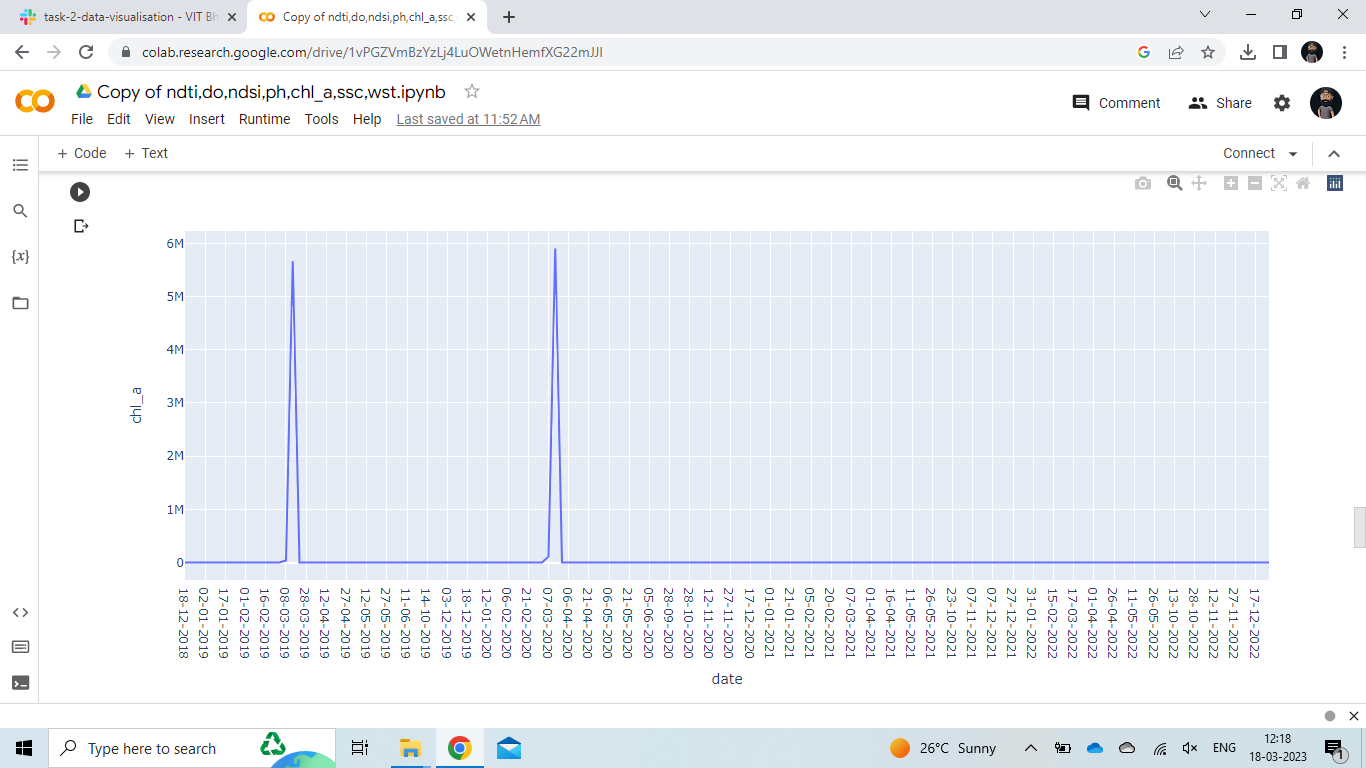 task-2-data-visualisation - VIT Bh
Copy of ndti,do,ndsi,ph,chl_a,ssc,
colab.research.google.com/drive/1vPGZVmBzYzLj4LuOWetnHemfXG22mJJI
Copy of ndti,do,ndsi,ph,chl_a,ssc,wst.ipynb
Comment
Share
File Edit View Insert Runtime Tools Help Last saved at 11:52 AM
+ Code + Text
Connect
{x}
6M
5M
4M
3M
2M
1M
0
chl_a
18-12-2018
02-01-2019
17-01-2019
01-02-2019
16-02-2019
08-03-2019
28-03-2019
12-04-2019
27-04-2019
12-05-2019
27-05-2019
11-06-2019
14-10-2019
03-12-2019
18-12-2019
12-01-2020
06-02-2020
21-02-2020
07-03-2020
06-04-2020
21-04-2020
06-05-2020
21-05-2020
05-06-2020
28-09-2020
28-10-2020
12-11-2020
27-11-2020
17-12-2020
01-01-2021
21-01-2021
05-02-2021
20-02-2021
07-03-2021
01-04-2021
16-04-2021
11-05-2021
26-05-2021
23-10-2021
07-11-2021
07-12-2021
27-12-2021
31-01-2022
15-02-2022
17-03-2022
01-04-2022
26-04-2022
11-05-2022
26-05-2022
13-10-2022
28-10-2022
12-11-2022
27-11-2022
17-12-2022
date
Type here to search
26°C Sunny
ENG
12:18
18-03-2023
1